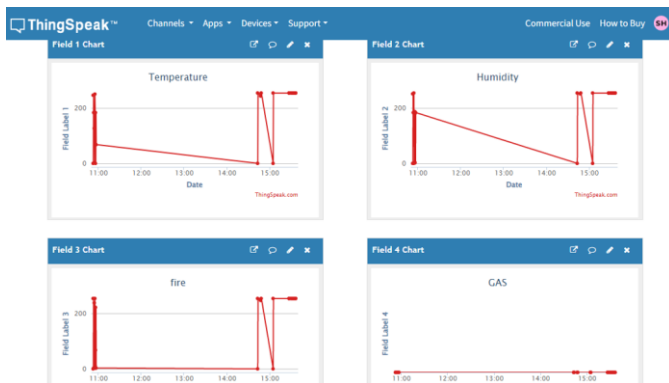 ThingSpeak™ Channels Apps Devices Support Commercial Use How to Buy SH
Field 1 Chart
Temperature
Field Label 1
200
0
11:00 12:00 13:00 14:00 15:00
Date
ThingSpeak.com
Field 2 Chart
Humidity
Field Label 2
200
0
11:00 12:00 13:00 14:00 15:00
Date
ThingSpeak.com
Field 3 Chart
fire
Field Label 3
200
0
11:00 12:00 13:00 14:00 15:00
Field 4 Chart
GAS
Field Label 4
11:00 12:00 13:00 14:00 15:00